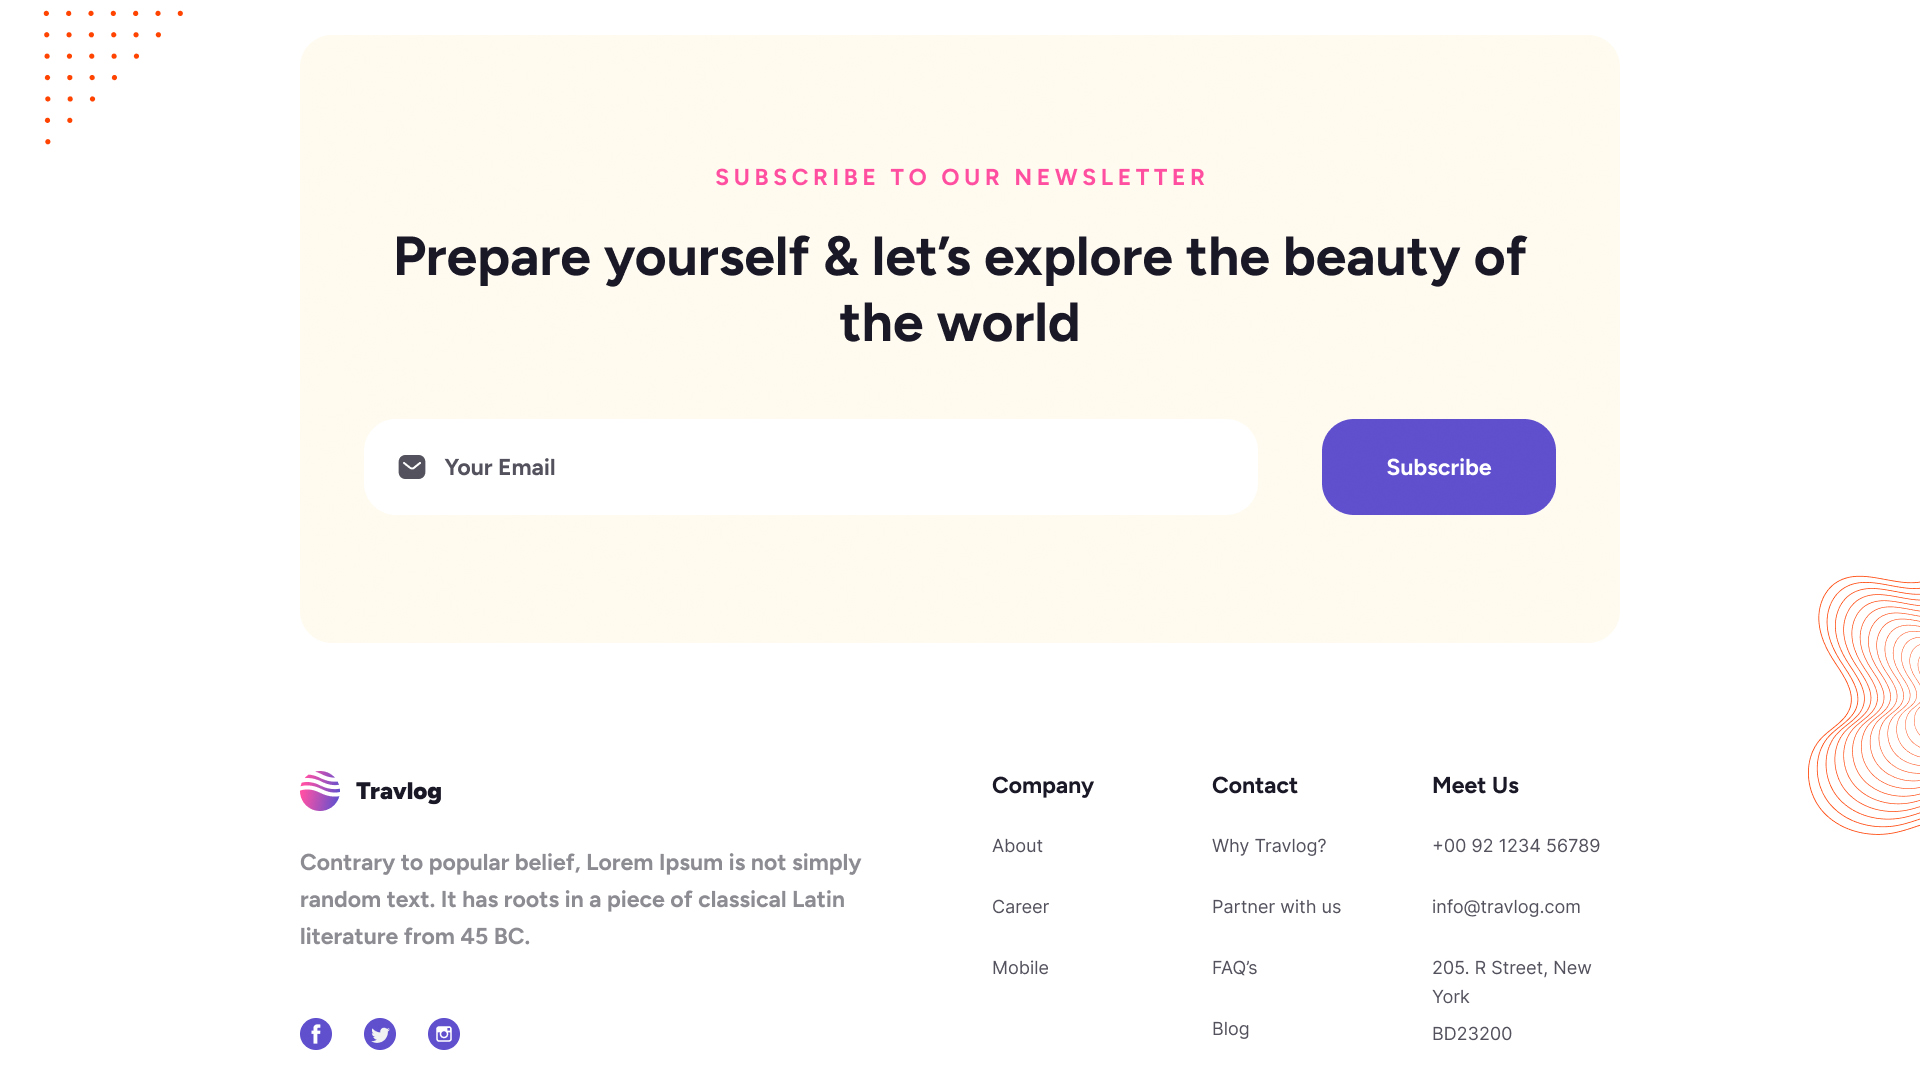 SUBSCRIBE TO OUR NEWSLETTER
Prepare yourself & let’s explore the beauty of
the world
Your Email
Subscribe
Travlog
Contrary to popular belief, Lorem Ipsum is not simply
random text. It has roots in a piece of classical Latin
literature from 45 BC.
Company
About
Career
Mobile
Contact
Why Travlog?
Partner with us
FAQ’s
Blog
Meet Us
+00 92 1234 56789
info@travlog.com
205. R Street, New
York
BD23200